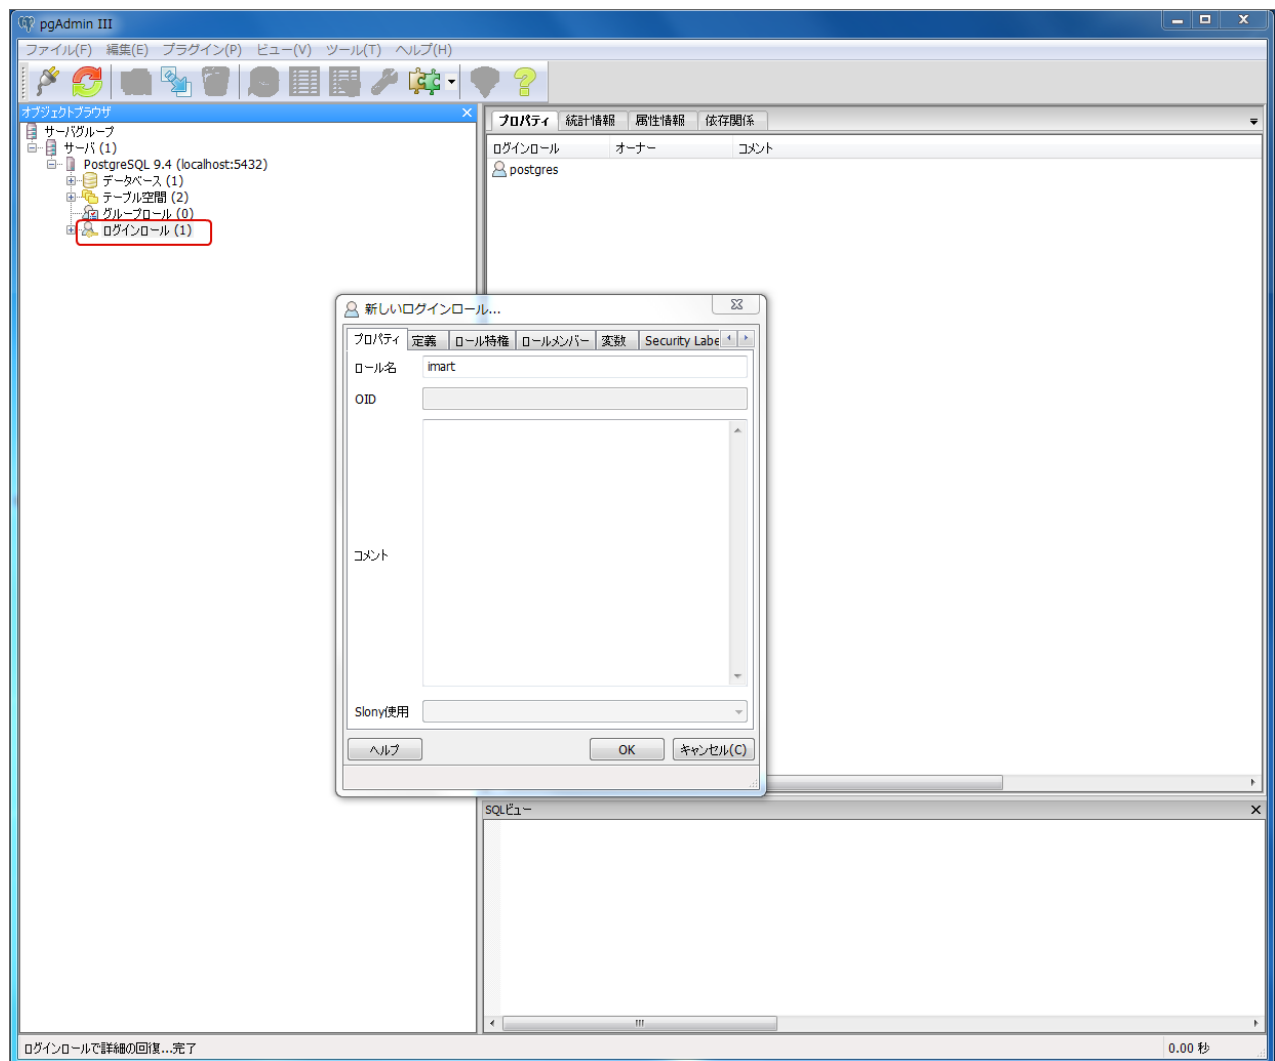 pgAdmin III
ファイル(F) 編集(E) プラグイン(P) ビュー(V) ツール(T) ヘルプ(H)
オブジェクトブラウザ
サーバグループ
サーバ (1)
PostgreSQL 9.4 (localhost:5432)
データベース (1)
テーブル空間 (2)
グループロール (0)
ログインロール (1)
プロパティ 統計情報 属性情報 依存関係
ログインロール オーナー コメント
postgres
新しいログインロール...
プロパティ 定義 ロール特権 ロールメンバー 変数 Security Labe
ロール名 imart
OID
コメント
Slony使用
ヘルプ OK キャンセル(C)
SQLビュー
ログインロールで詳細の回復...完了 0.00 秒